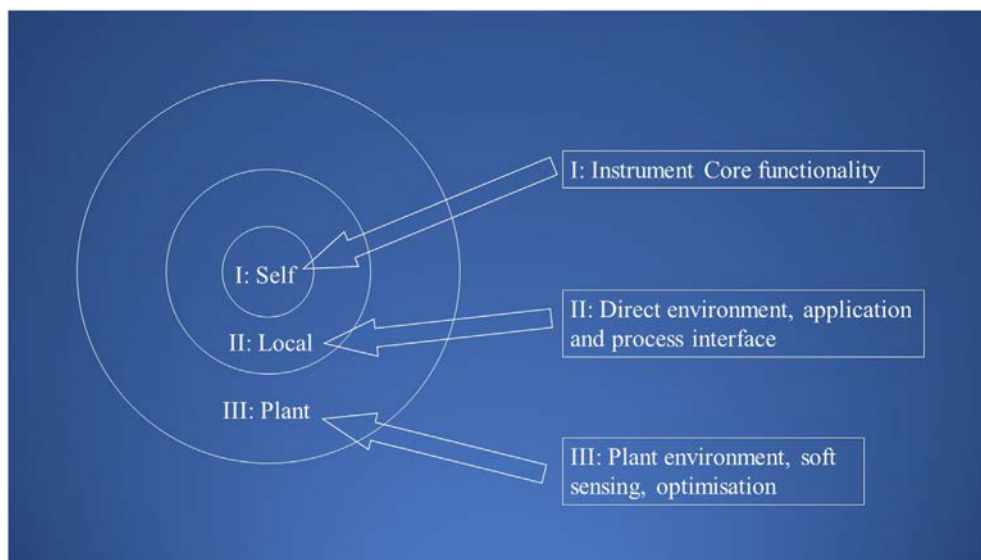 I: Self
II: Local
III: Plant
I: Instrument Core functionality
II: Direct environment, application
and process interface
III: Plant environment, soft
sensing, optimisation